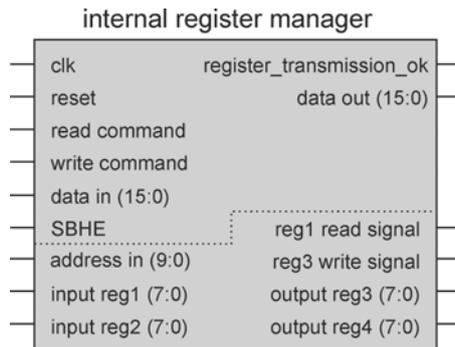 internal register manager
clk register_transmission_ok
reset data out (15:0)
read command
write command
data in (15:0)
SBHE reg1 read signal
address in (9:0) reg3 write signal
input reg1 (7:0) output reg3 (7:0)
input reg2 (7:0) output reg4 (7:0)